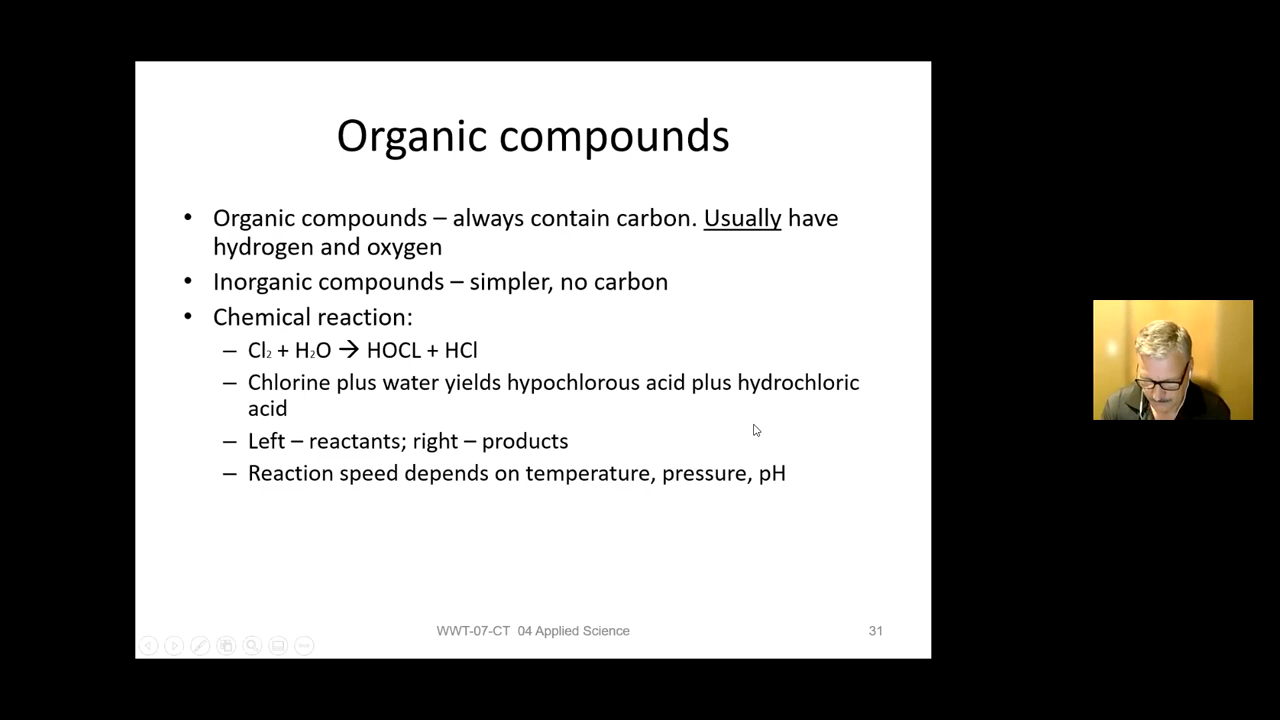 Organic compounds
• Organic compounds – always contain carbon. Usually have
hydrogen and oxygen
• Inorganic compounds – simpler, no carbon
• Chemical reaction:
– Cl₂ + H₂O → HOCL + HCl
– Chlorine plus water yields hypochlorous acid plus hydrochloric
acid
– Left – reactants; right – products
– Reaction speed depends on temperature, pressure, pH
WWT-07-CT 04 Applied Science
31